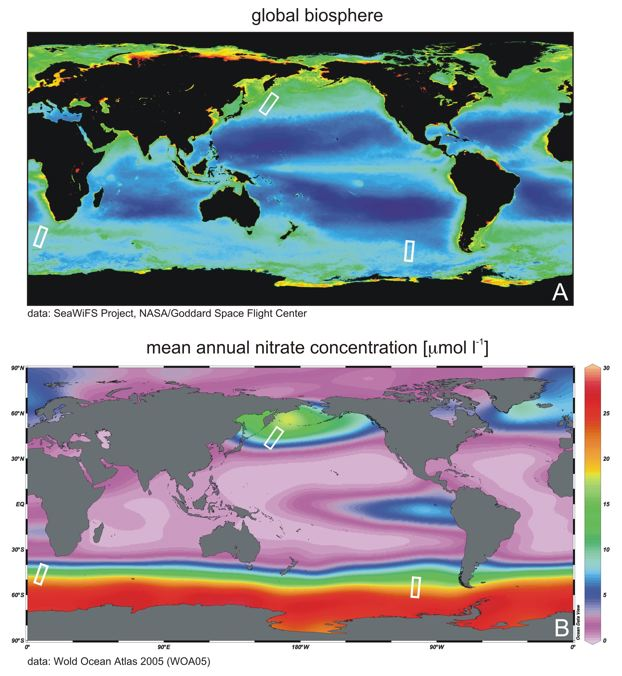 global biosphere
A
data: SeaWiFS Project, NASA/Goddard Space Flight Center
mean annual nitrate concentration [µmol l-1]
90°N
60°N
30°N
EQ
30°S
60°S
90°S
0°
90°E
180°W
90°W
0°
B
Ocean Data View
30
25
20
15
10
5
0
data: Wold Ocean Atlas 2005 (WOA05)